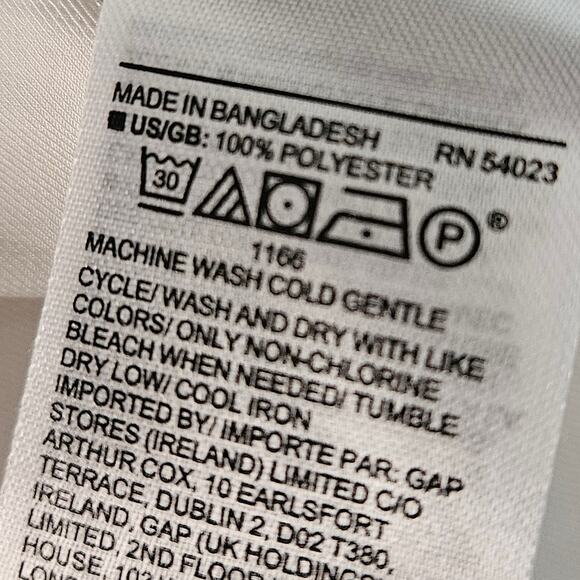 MADE IN BANGLADESH RN 54023
US/GB: 100% POLYESTER
30 P ®
1166
MACHINE WASH COLD GENTLE
CYCLE/ WASH AND DRY WITH LIKE
COLORS/ ONLY NON-CHLORINE
BLEACH WHEN NEEDED/ TUMBLE
DRY LOW/ COOL IRON
IMPORTED BY/ IMPORTE PAR: GAP
STORES (IRELAND) LIMITED C/O
ARTHUR COX, 10 EARLSFORT
TERRACE, DUBLIN 2, D02 T380,
IRELAND, GAP (UK HOLDINGS
LIMITED, 2ND FLOOR
HOUSE,